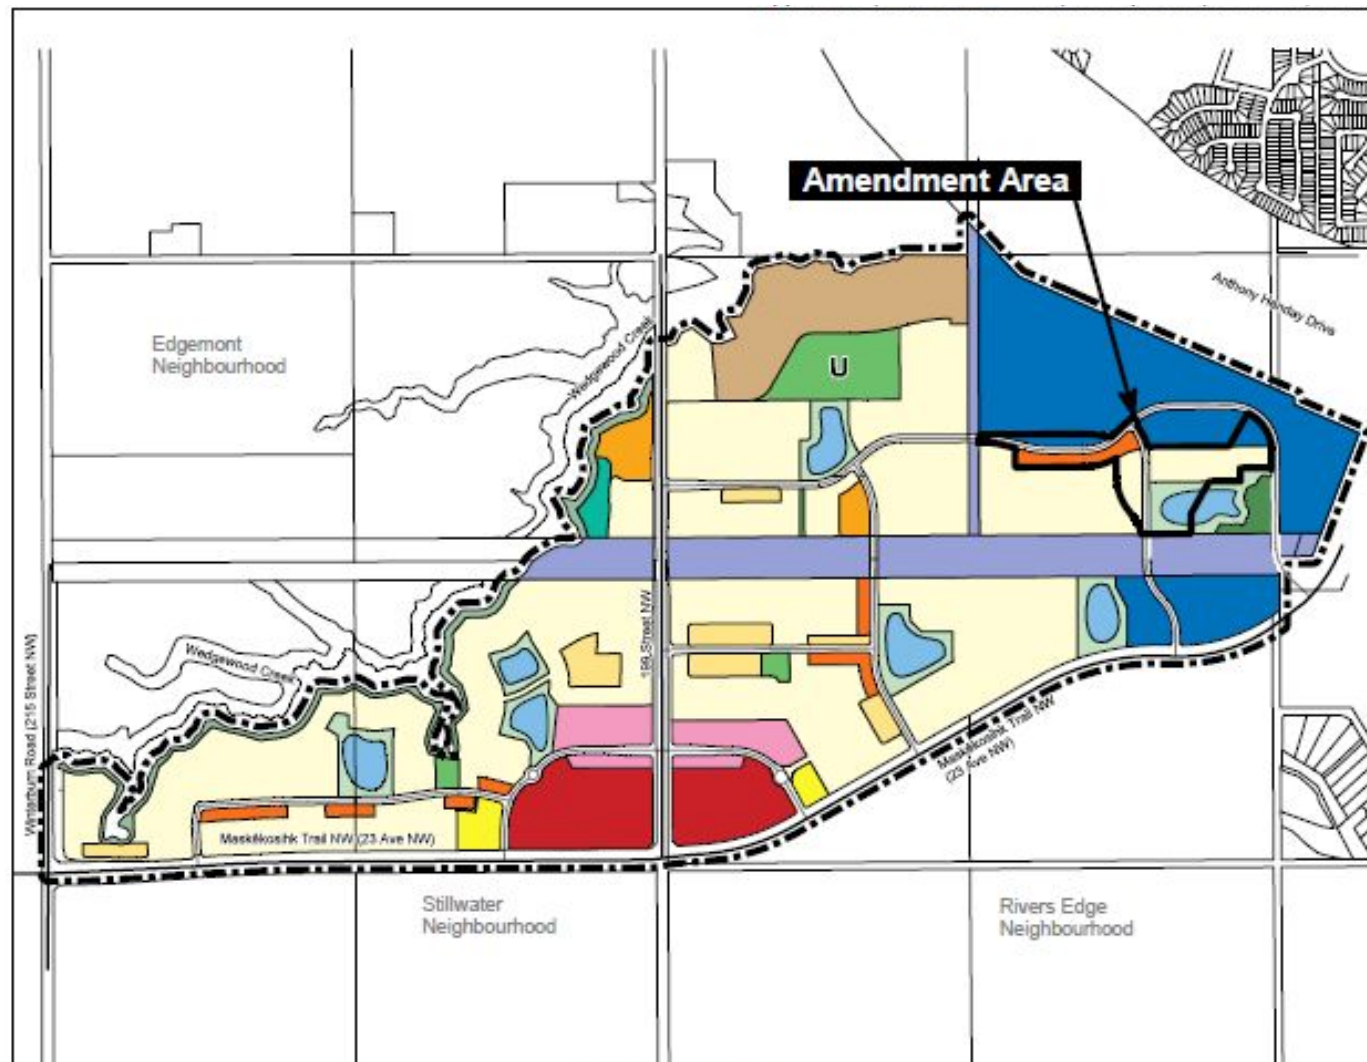 Amendment Area
Anthony Henday Drive
Edgemont
Neighbourhood
Wedgewood Creek
U
199 Street NW
Wedgewood Creek
Winterburn Road (215 Street NW)
Maskêkosihk Trail NW
(23 Ave NW)
Maskêkosihk Trail NW (23 Ave NW)
Stillwater
Neighbourhood
Rivers Edge
Neighbourhood